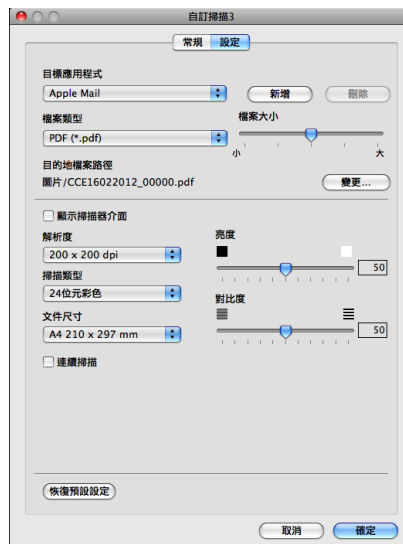 自訂掃描3
常規 設定
目標應用程式
Apple Mail 新增 刪除
檔案類型 檔案大小
PDF (*.pdf)
小 大
目的地檔案路徑
圖片/CCE16022012_00000.pdf 變更...
顯示掃描器介面
解析度 亮度
200 x 200 dpi
50
掃描類型
24位元彩色
對比度
文件尺寸
A4 210 x 297 mm 50
連續掃描
恢復預設設定
取消 確定